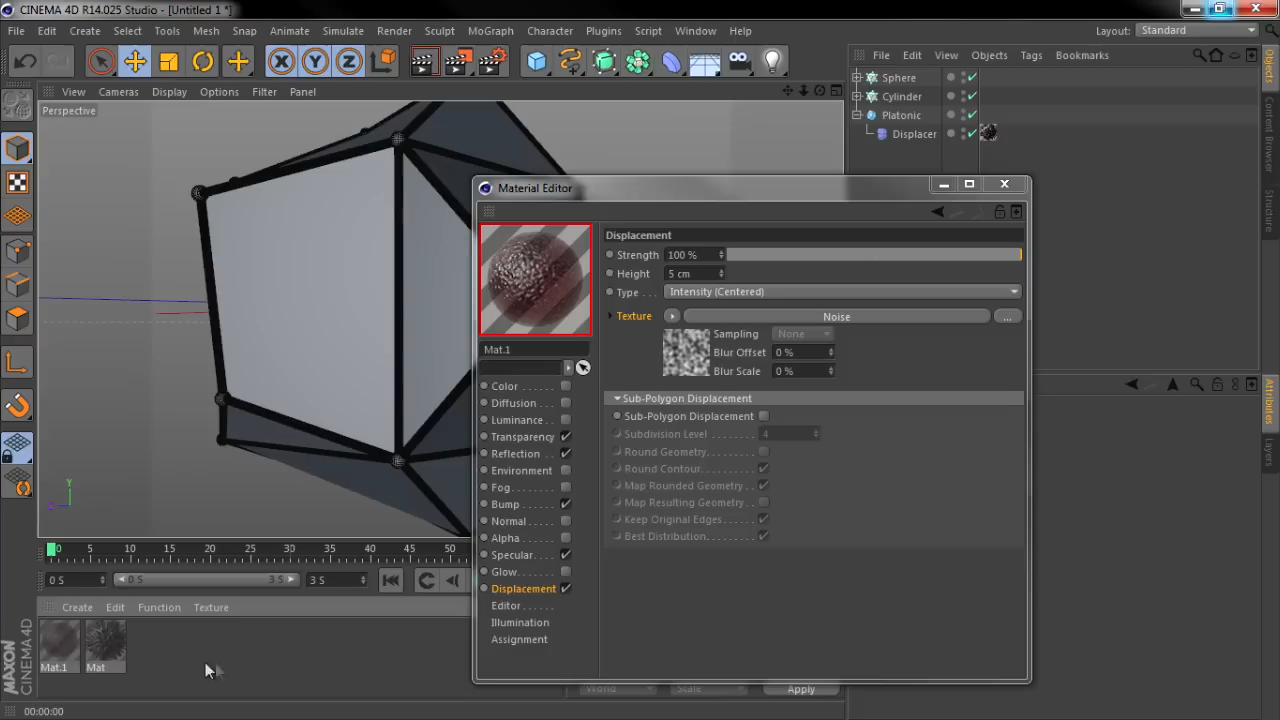 CINEMA 4D R14.025 Studio - [Untitled 1 *]
File Edit Create Select Tools Mesh Snap Animate Simulate Render Sculpt MoGraph Character Plugins Script Window Help
Layout: Standard
File Edit View Objects Tags Bookmarks
View Cameras Display Options Filter Panel
Perspective
Sphere
Cylinder
Platonic
Displacer
Objects
Content Browser
Structure
Attributes
Layers
Material Editor
Displacement
Strength 100 %
Height 5 cm
Type . . . Intensity (Centered)
Texture Noise ...
Sampling None
Blur Offset 0 %
Blur Scale 0 %
Sub-Polygon Displacement
Sub-Polygon Displacement
Subdivision Level . . . . . . . . 4
Round Geometry. . . . . . . . .
Round Contour. . . . . . . . . .
Map Rounded Geometry . .
Map Resulting Geometry . .
Keep Original Edges. . . . . .
Best Distribution. . . . . . . . .
Mat.1
Color . . . . . .
Diffusion . . . .
Luminance. . .
Transparency
Reflection . . .
Environment
Fog. . . . . . . .
Bump . . . . . .
Normal . . . . .
Alpha . . . . . .
Specular. . . . .
Glow. . . . . . .
Displacement
Editor . . . . . .
Illumination
Assignment
X Y Z
Y
Z
0 5 10 15 20 25 30 35 40 45 50
0 S 0 S 3 S 3 S
Create Edit Function Texture
Mat.1 Mat
World Scale Apply
MAXON
CINEMA 4D
00:00:00